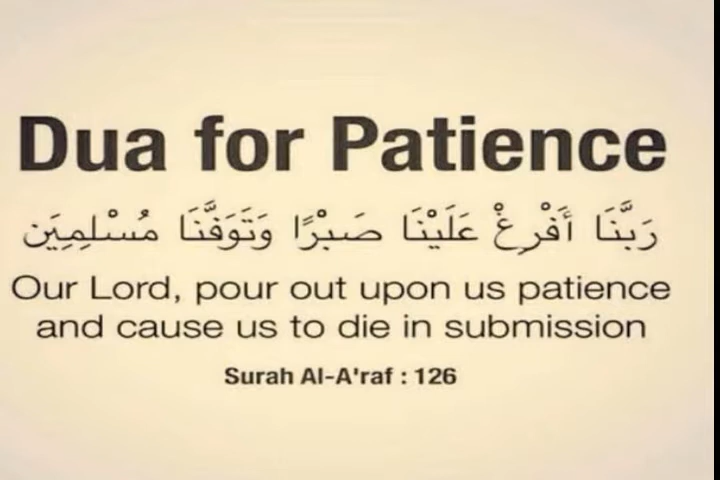 Dua for Patience
رَبَّنَا أَفْرِغْ عَلَيْنَا صَبْرًا وَتَوَفَّنَا مُسْلِمِيَن
Our Lord, pour out upon us patience
and cause us to die in submission
Surah Al-A'raf : 126